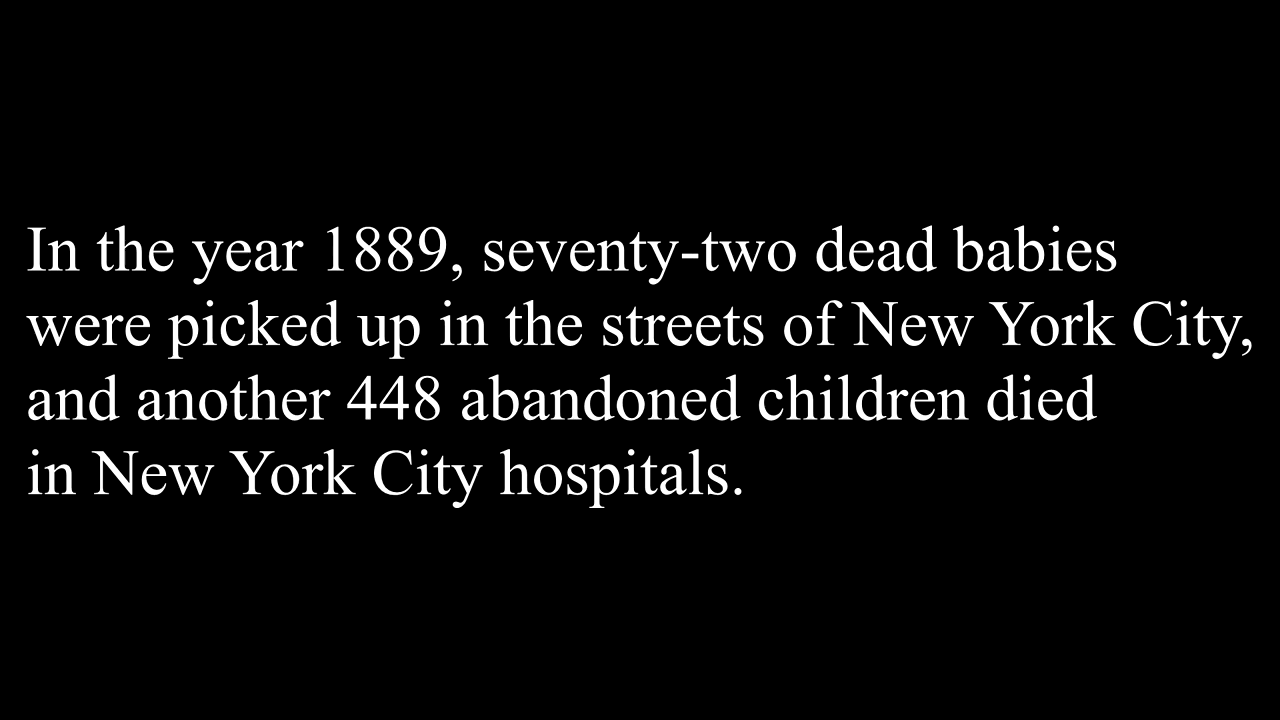 In the year 1889, seventy-two dead babies
were picked up in the streets of New York City,
and another 448 abandoned children died
in New York City hospitals.